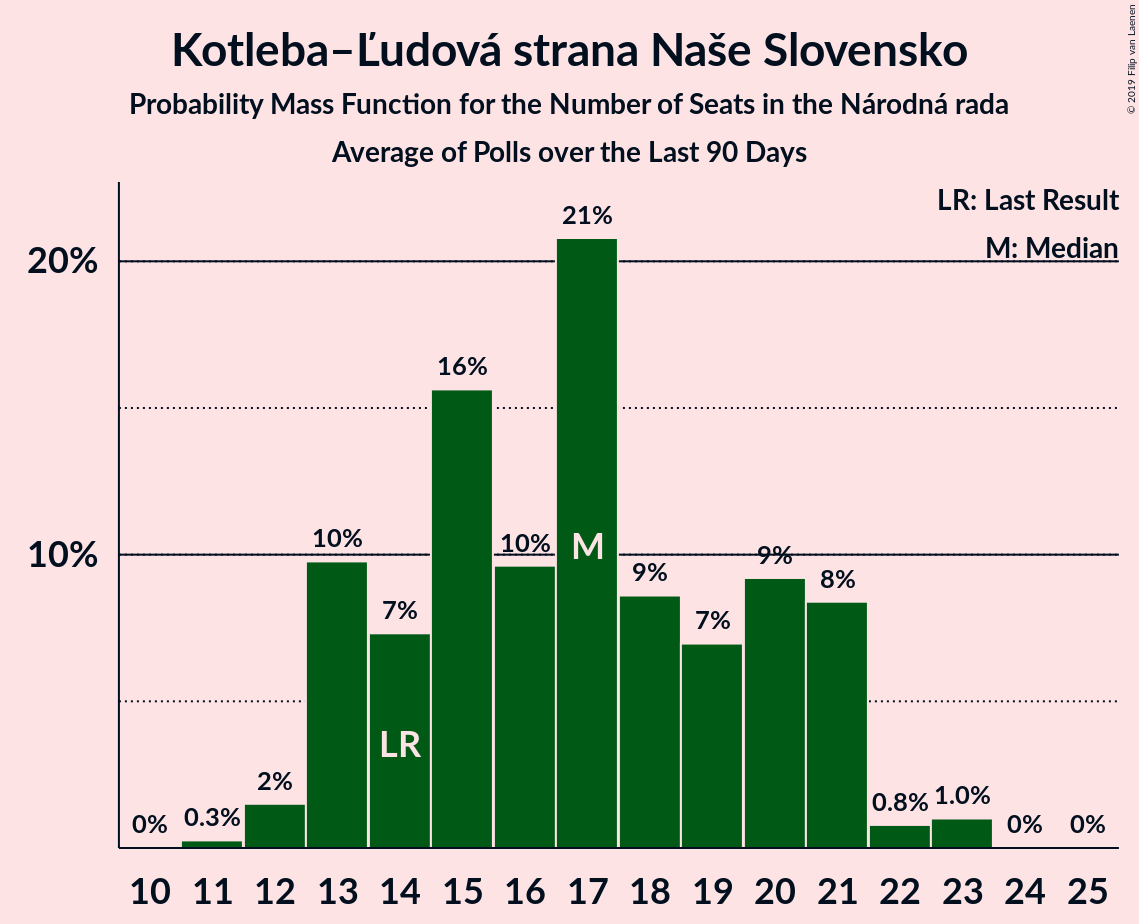 Kotleba–Ľudová strana Naše Slovensko
Probability Mass Function for the Number of Seats in the Národná rada
Average of Polls over the Last 90 Days
© 2019 Filip van Laenen
LR: Last Result
M: Median
20%
10%
0%
0.3%
2%
10%
7%
16%
10%
21%
9%
7%
9%
8%
0.8%
1.0%
0%
0%
LR
M
10 11 12 13 14 15 16 17 18 19 20 21 22 23 24 25